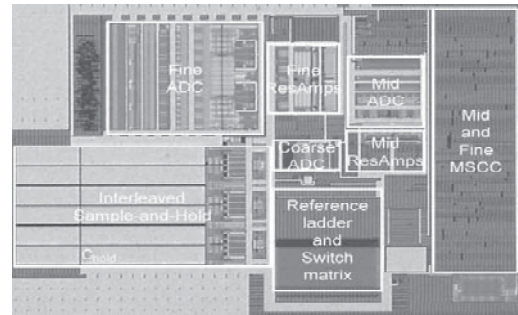 Fine
ADC
Fine
ResAmps
Mid
ADC
Mid
and
Fine
MSCC
Coarse
ADC
Mid
ResAmps
Interleaved
Sample-and-Hold
Reference
ladder
and
Switch
matrix
Chold